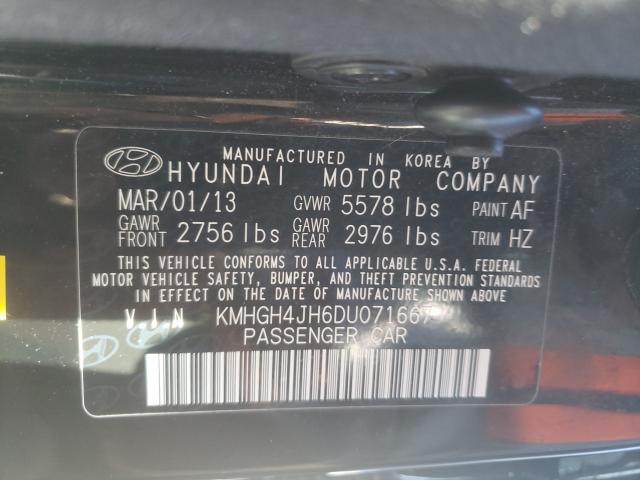 MANUFACTURED IN KOREA BY
HYUNDAI MOTOR COMPANY
MAR/01/13 GVWR 5578 lbs PAINT AF
GAWR FRONT 2756 lbs GAWR REAR 2976 lbs TRIM HZ
THIS VEHICLE CONFORMS TO ALL APPLICABLE U.S.A. FEDERAL
MOTOR VEHICLE SAFETY, BUMPER, AND THEFT PREVENTION STANDARDS
IN EFFECT ON THE DATE OF MANUFACTURE SHOWN ABOVE
V.I.N KMHGH4JH6DU071667
PASSENGER CAR